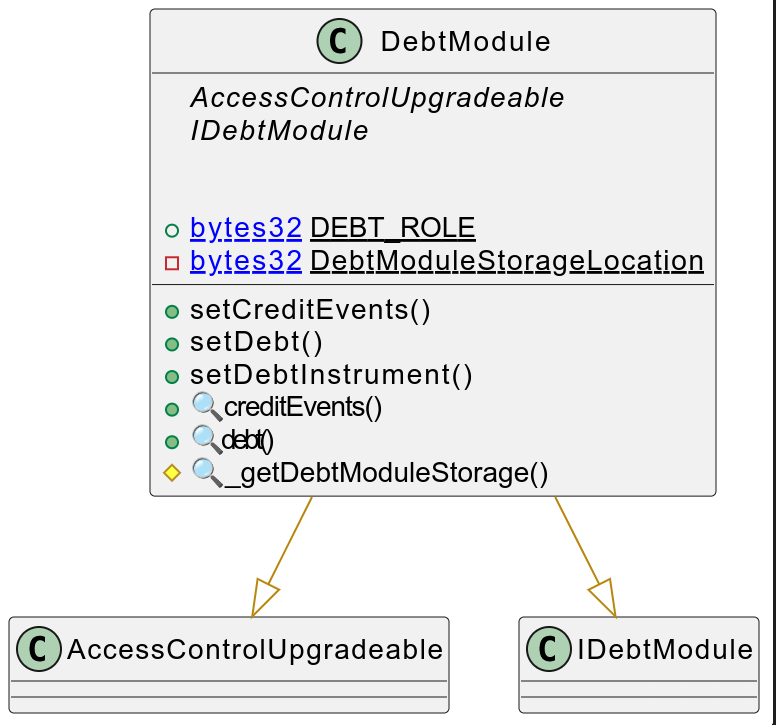 C DebtModule
AccessControlUpgradeable
IDebtModule
bytes32 DEBT_ROLE
bytes32 DebtModuleStorageLocation
setCreditEvents()
setDebt()
setDebtInstrument()
creditEvents()
debt()
_getDebtModuleStorage()
C AccessControlUpgradeable
C IDebtModule